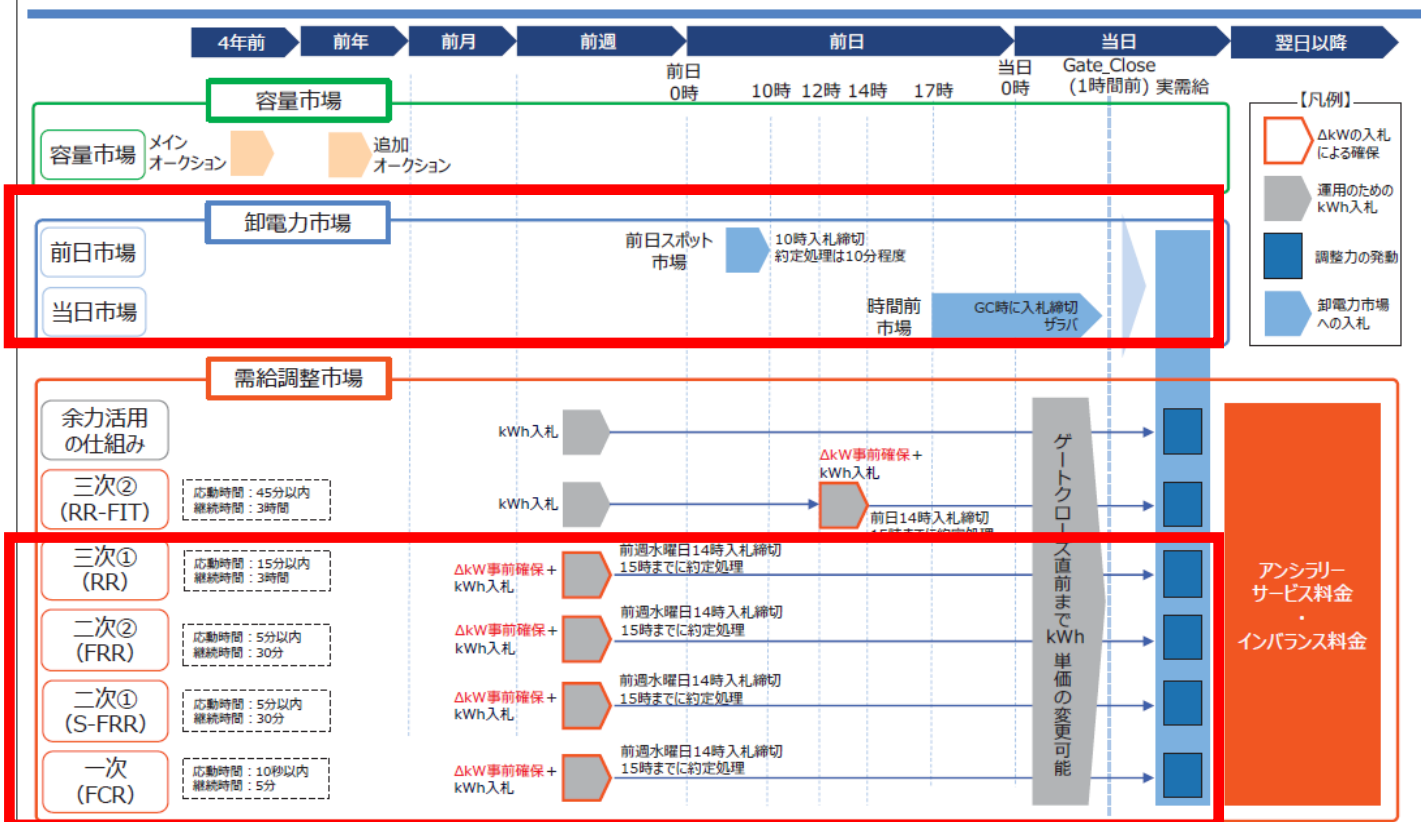 4年前
前年
前月
前週
前日
当日
翌日以降
前日
0時
10時
12時
14時
17時
当日
0時
Gate_Close
(1時間前)
実需給
【凡例】
ΔkWの入札
による確保
運用のための
kWh入札
調整力の発動
卸電力市場
への入札
容量市場
容量市場
メイン
オークション
追加
オークション
卸電力市場
前日市場
前日スポット
市場
10時入札締切
約定処理は10分程度
当日市場
時間前
市場
GC時に入札締切
ザラバ
需給調整市場
余力活用
の仕組み
kWh入札
三次②
(RR-FIT)
応動時間：45分以内
継続時間：3時間
kWh入札
ΔkW事前確保+
kWh入札
前日14時入札締切
15時までに約定処理
三次①
(RR)
応動時間：15分以内
継続時間：3時間
ΔkW事前確保+
kWh入札
前週水曜日14時入札締切
15時までに約定処理
二次②
(FRR)
応動時間：5分以内
継続時間：30分
ΔkW事前確保+
kWh入札
前週水曜日14時入札締切
15時までに約定処理
二次①
(S-FRR)
応動時間：5分以内
継続時間：30分
ΔkW事前確保+
kWh入札
前週水曜日14時入札締切
15時までに約定処理
一次
(FCR)
応動時間：10秒以内
継続時間：5分
ΔkW事前確保+
kWh入札
前週水曜日14時入札締切
15時までに約定処理
ゲートクローズ直前までkWh単価の変更可能
アンシラリー
サービス料金
・
インバランス料金